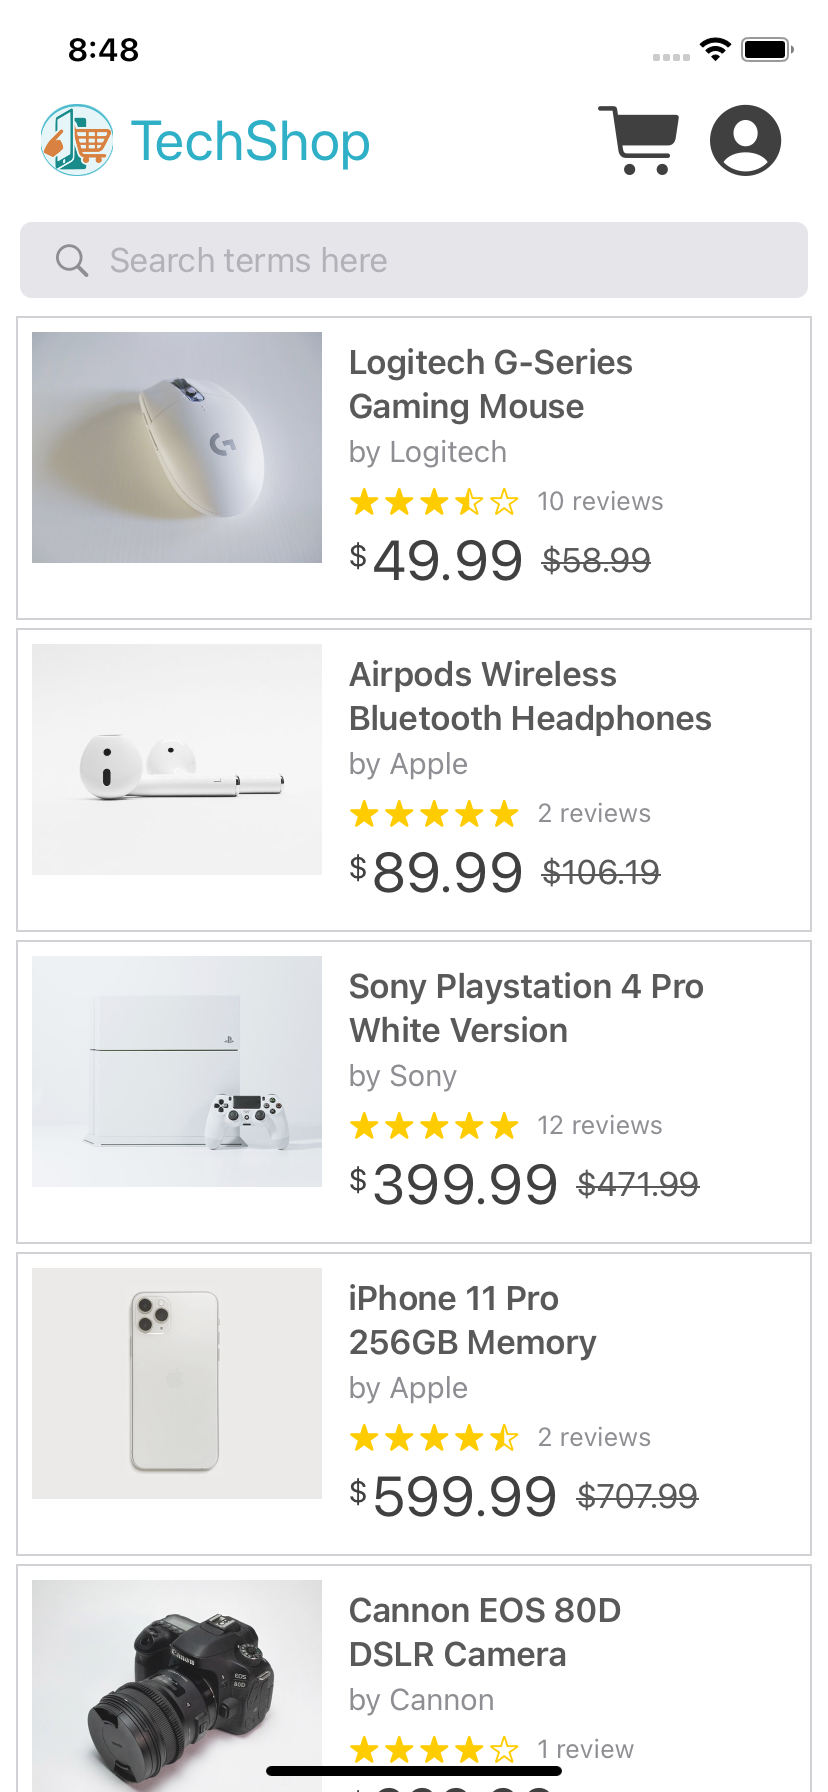 8:48
TechShop
Search terms here
Logitech G-Series
Gaming Mouse
by Logitech
10 reviews
$49.99 $58.99
Airpods Wireless
Bluetooth Headphones
by Apple
2 reviews
$89.99 $106.19
Sony Playstation 4 Pro
White Version
by Sony
12 reviews
$399.99 $471.99
iPhone 11 Pro
256GB Memory
by Apple
2 reviews
$599.99 $707.99
Cannon EOS 80D
DSLR Camera
by Cannon
1 review
Canon
EOS
80D